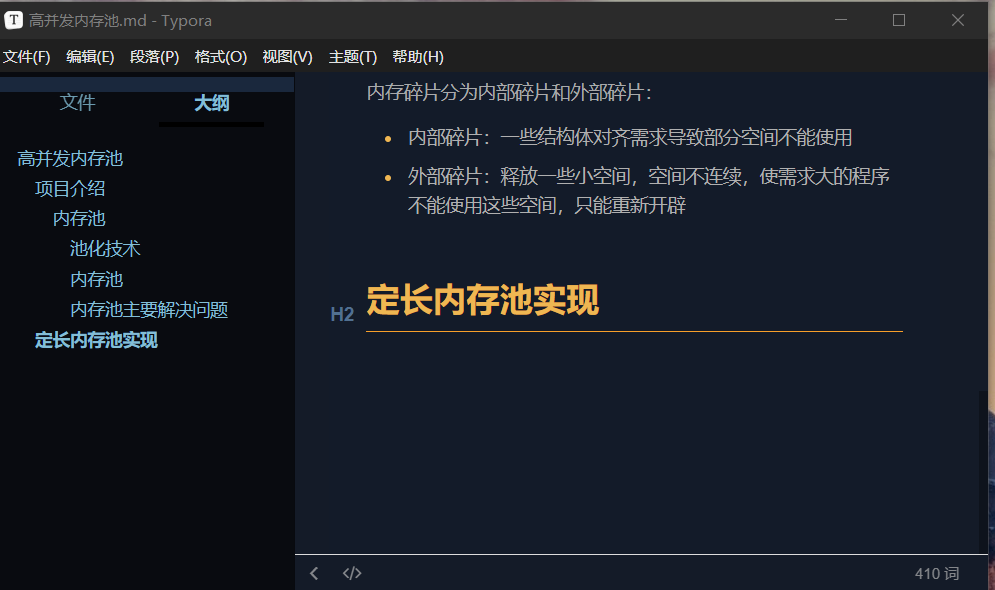 T 高并发内存池.md - Typora
文件(F) 编辑(E) 段落(P) 格式(O) 视图(V) 主题(T) 帮助(H)
文件 大纲
高并发内存池
项目介绍
内存池
池化技术
内存池
内存池主要解决问题
定长内存池实现
内存碎片分为内部碎片和外部碎片：
内部碎片：一些结构体对齐需求导致部分空间不能使用
外部碎片：释放一些小空间，空间不连续，使需求大的程序
不能使用这些空间，只能重新开辟
H2 定长内存池实现
410 词